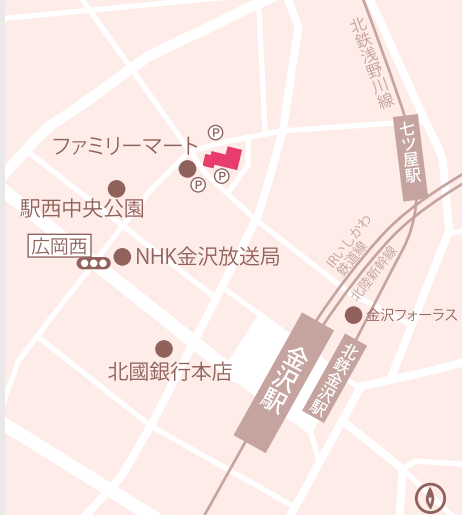 北鉄浅野川線
七ツ屋駅
P
ファミリーマート
P
P
駅西中央公園
IRいしかわ
鉄道線
広岡西
NHK金沢放送局
北陸新幹線
金沢フォーラス
北鉄金沢駅
金沢駅
北國銀行本店